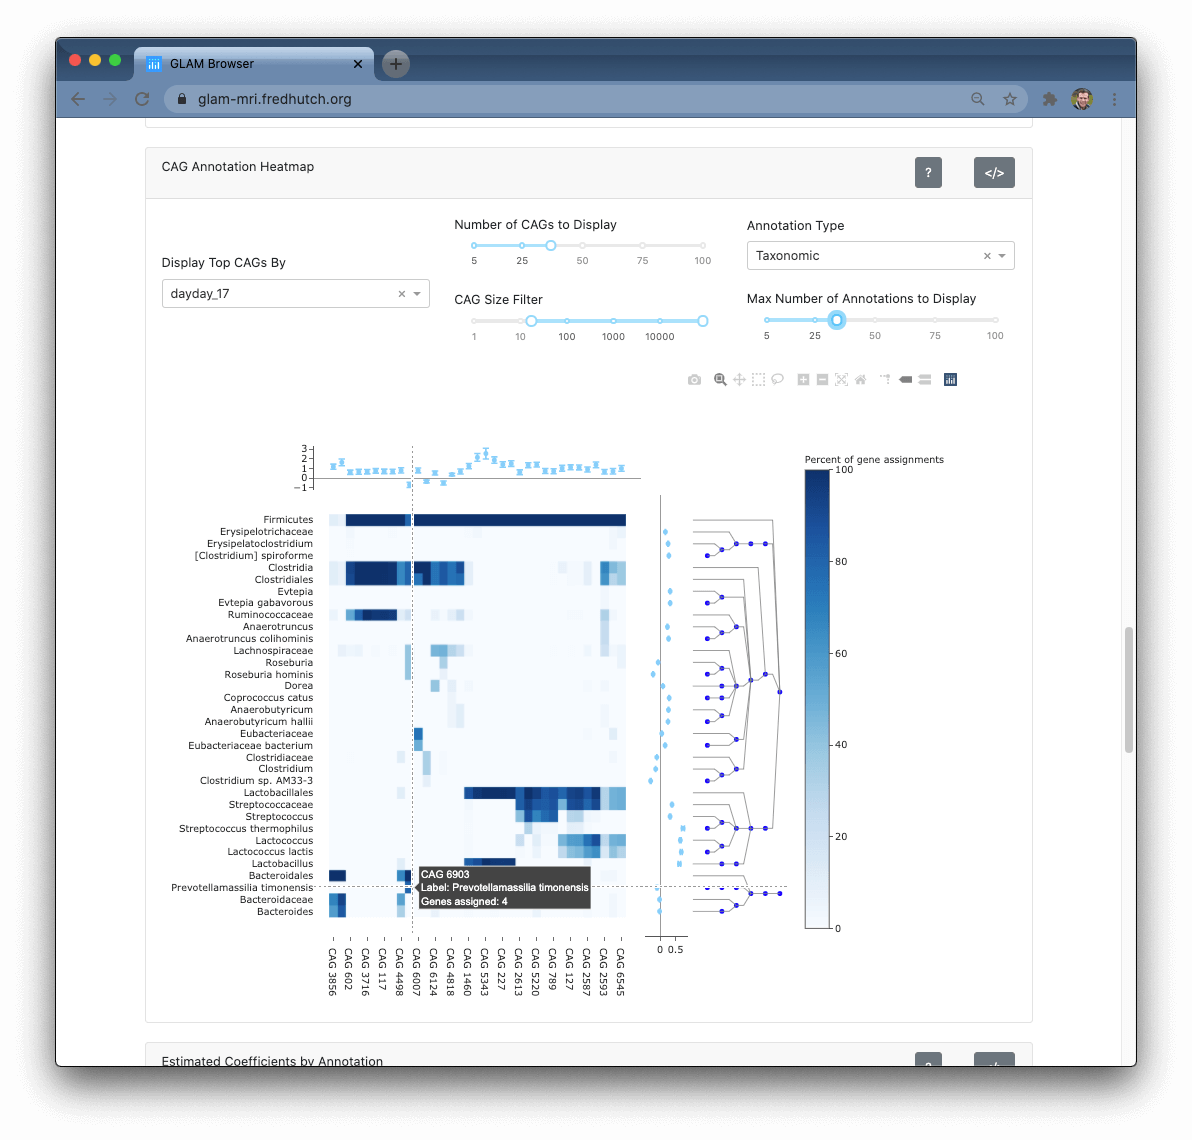 GLAM Browser
glam-mri.fredhutch.org
CAG Annotation Heatmap
?
</>
Display Top CAGs By
dayday_17
Number of CAGs to Display
5 25 50 75 100
CAG Size Filter
1 10 100 1000 10000
Annotation Type
Taxonomic
Max Number of Annotations to Display
5 25 50 75 100
3
2
1
0
−1
Percent of gene assignments
100
80
60
40
20
0
Firmicutes
Erysipelotrichaceae
Erysipelatoclostridium
[Clostridium] spiroforme
Clostridia
Clostridiales
Evtepia
Evtepia gabavorous
Ruminococcaceae
Anaerotruncus
Anaerotruncus colihominis
Lachnospiraceae
Roseburia
Roseburia hominis
Dorea
Coprococcus catus
Anaerobutyricum
Anaerobutyricum hallii
Eubacteriaceae
Eubacteriaceae bacterium
Clostridiaceae
Clostridium
Clostridium sp. AM33-3
Lactobacillales
Streptococcaceae
Streptococcus
Streptococcus thermophilus
Lactococcus
Lactococcus lactis
Lactobacillus
Bacteroidales
Prevotellamassilia timonensis
Bacteroidaceae
Bacteroides
CAG 6903
Label: Prevotellamassilia timonensis
Genes assigned: 4
0 0.5
CAG 3856
CAG 602
CAG 3716
CAG 117
CAG 4498
CAG 6007
CAG 6124
CAG 4818
CAG 1460
CAG 5343
CAG 227
CAG 2613
CAG 5220
CAG 789
CAG 127
CAG 2587
CAG 2593
CAG 6545
Estimated Coefficients by Annotation
?
</>